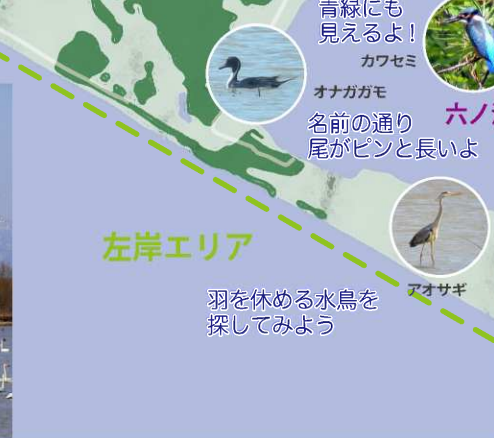 青緑にも
見えるよ！
カワセミ
オナガガモ
名前の通り
尾がピンと長いよ
六ノ
左岸エリア
アオサギ
羽を休める水鳥を
探してみよう